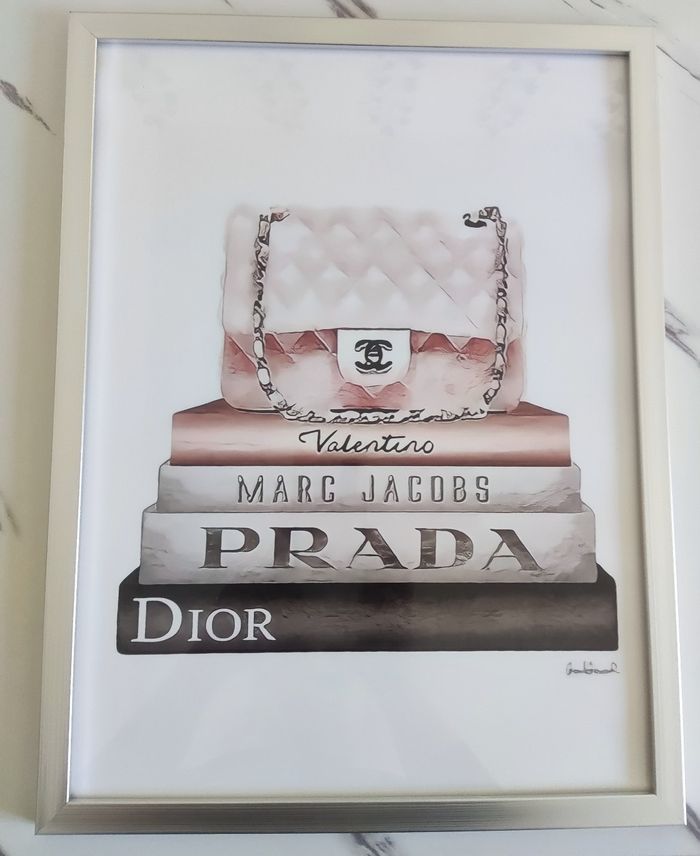 Valentino
MARC JACOBS
PRADA
DIOR